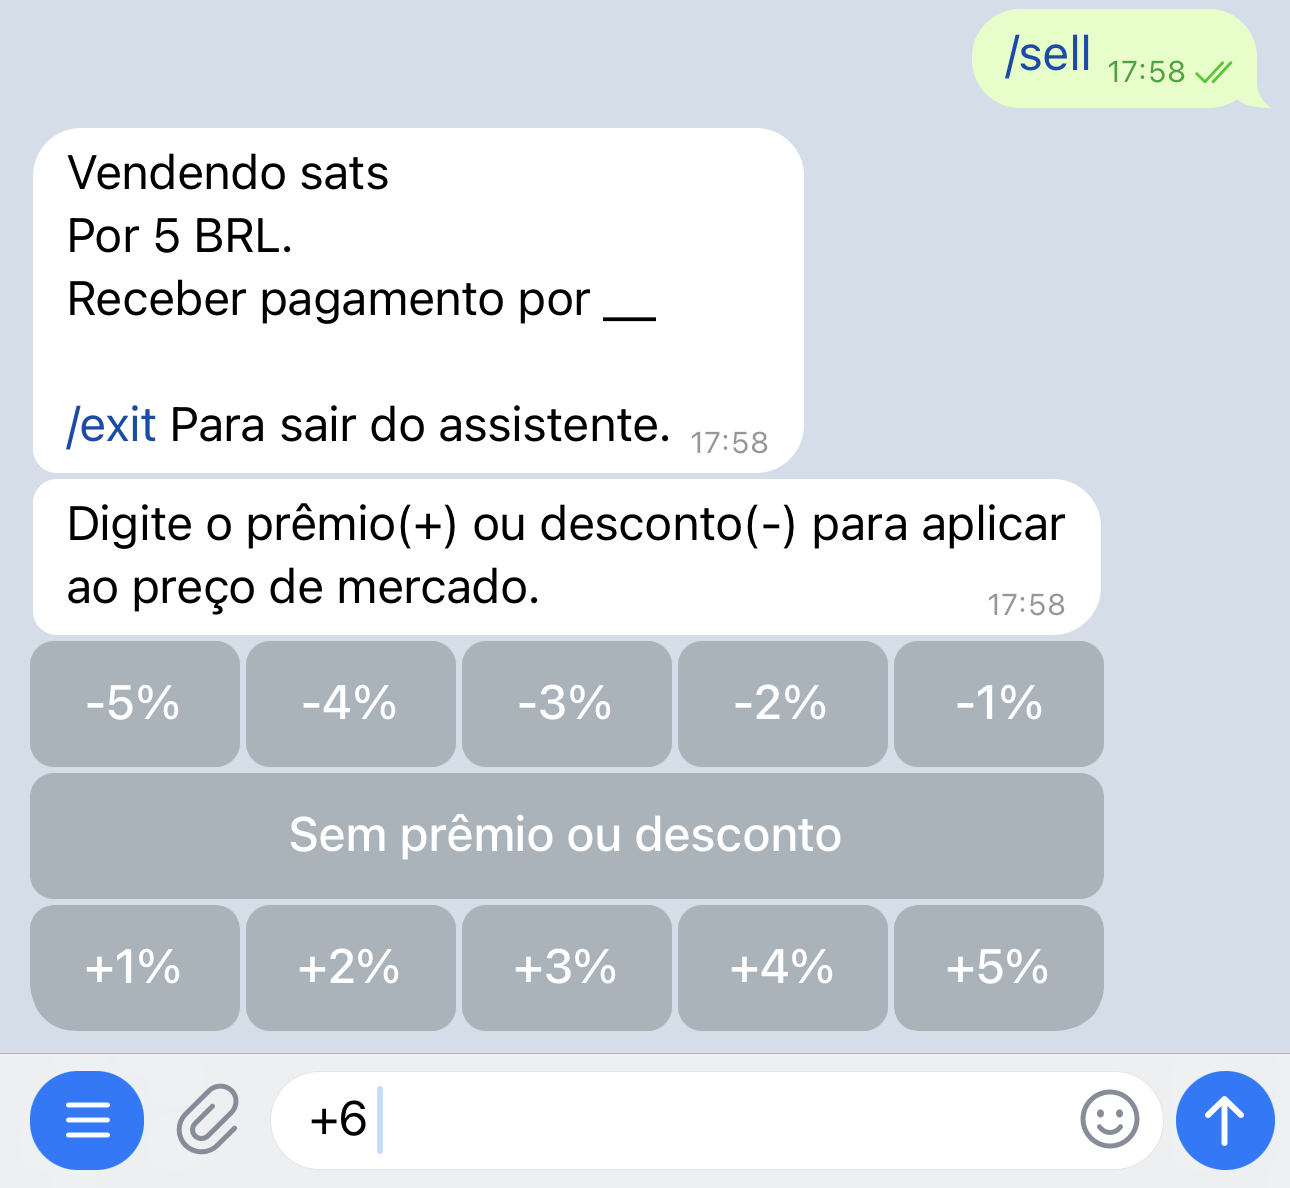 /sell 17:58
Vendendo sats
Por 5 BRL.
Receber pagamento por __
/exit Para sair do assistente. 17:58
Digite o prêmio(+) ou desconto(-) para aplicar
ao preço de mercado.
17:58
-5% -4% -3% -2% -1%
Sem prêmio ou desconto
+1% +2% +3% +4% +5%
+6